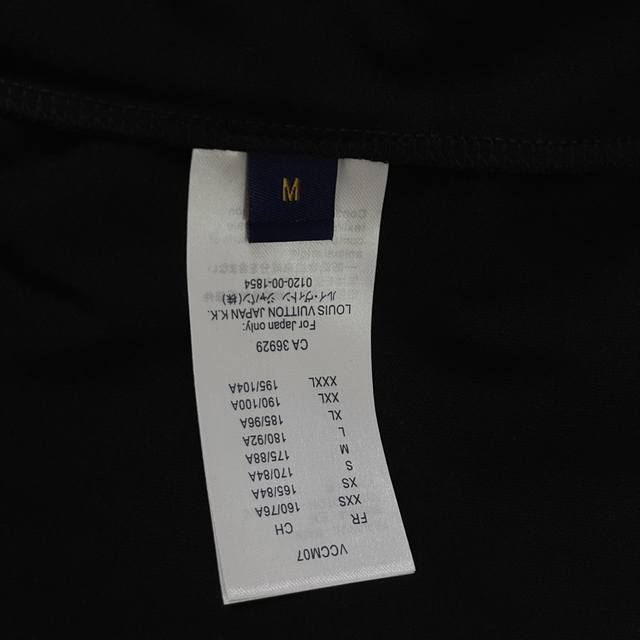 M
VCCM07
FR CH
XXS 160/76A
XS 165/84A
S 170/84A
M 175/88A
L 180/92A
XL 185/96A
XXL 190/100A
XXXL 195/104A
CA 36929
For Japan only:
LOUIS VUITTON JAPAN K.K.
ルイ・ヴィトン ジャパン(株)
0120-00-1854